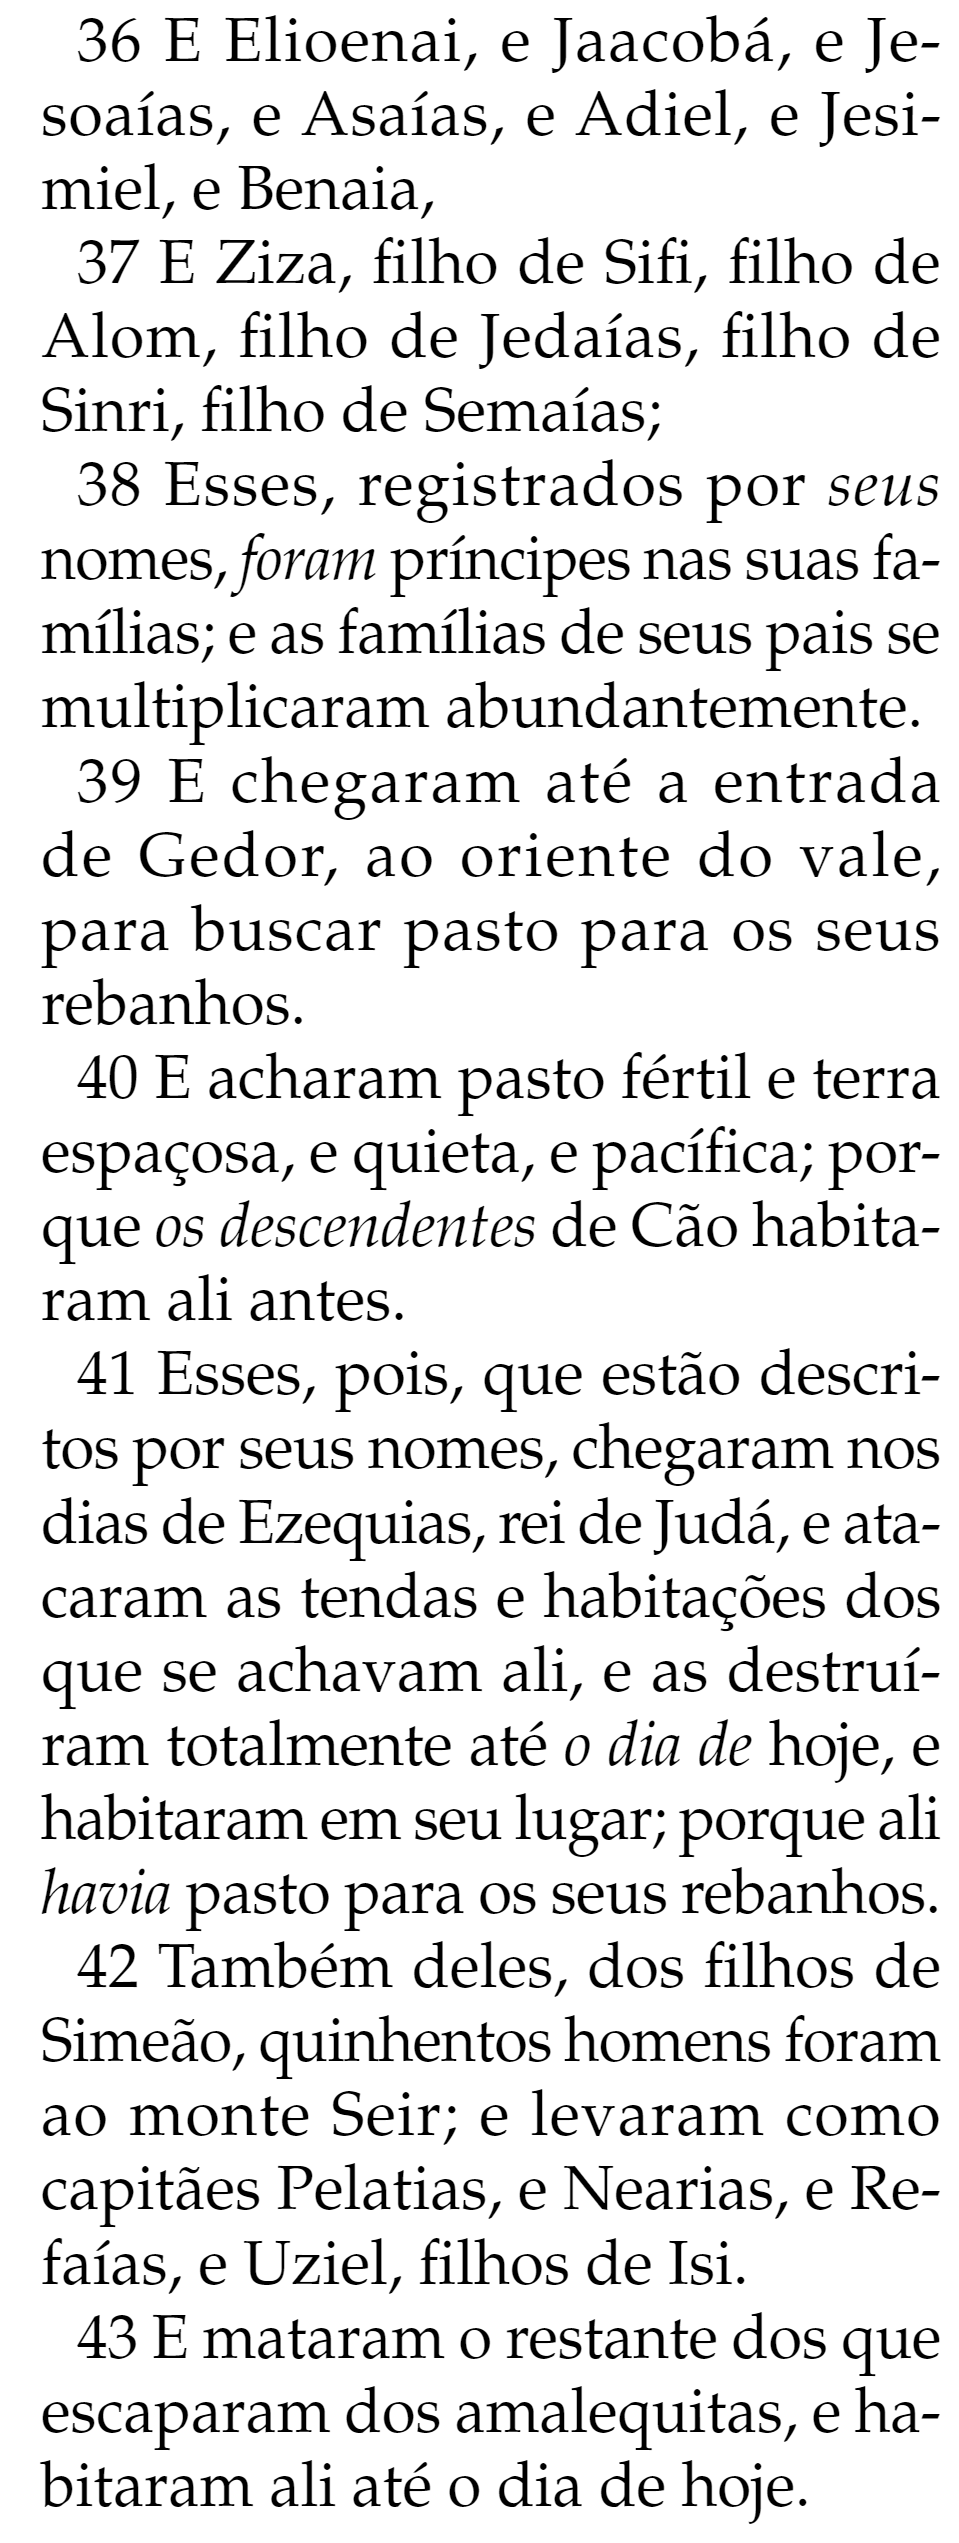 36 E Elioenai, e Jaacobá, e Je-
soaías, e Asaías, e Adiel, e Jesi-
miel, e Benaia,
37 E Ziza, filho de Sifi, filho de
Alom, filho de Jedaías, filho de
Sinri, filho de Semaías;
38 Esses, registrados por seus
nomes, foram príncipes nas suas fa-
mílias; e as famílias de seus pais se
multiplicaram abundantemente.
39 E chegaram até a entrada
de Gedor, ao oriente do vale,
para buscar pasto para os seus
rebanhos.
40 E acharam pasto fértil e terra
espaçosa, e quieta, e pacífica; por-
que os descendentes de Cão habita-
ram ali antes.
41 Esses, pois, que estão descri-
tos por seus nomes, chegaram nos
dias de Ezequias, rei de Judá, e ata-
caram as tendas e habitações dos
que se achavam ali, e as destruí-
ram totalmente até o dia de hoje, e
habitaram em seu lugar; porque ali
havia pasto para os seus rebanhos.
42 Também deles, dos filhos de
Simeão, quinhentos homens foram
ao monte Seir; e levaram como
capitães Pelatias, e Nearias, e Re-
faías, e Uziel, filhos de Isi.
43 E mataram o restante dos que
escaparam dos amalequitas, e ha-
bitaram ali até o dia de hoje.